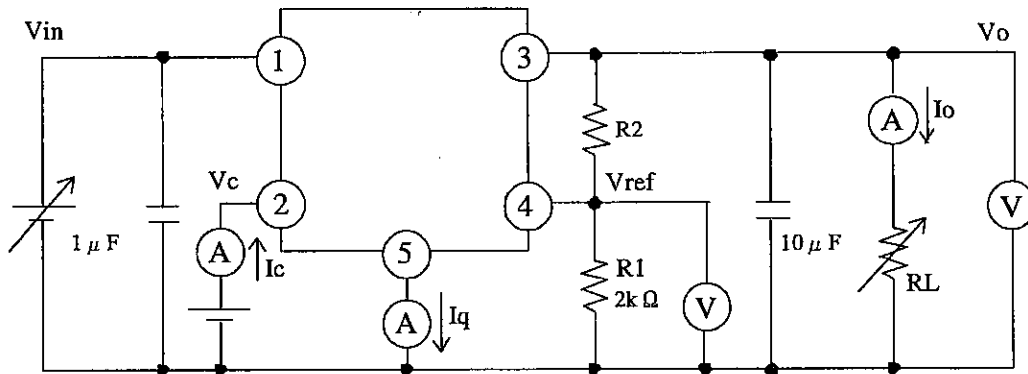 Vin
Vo
1
3
A
Io
R2
Vc
Vref
2
4
V
1 μ F
A
Ic
5
10 μ F
R1
2k Ω
RL
A
Iq
V